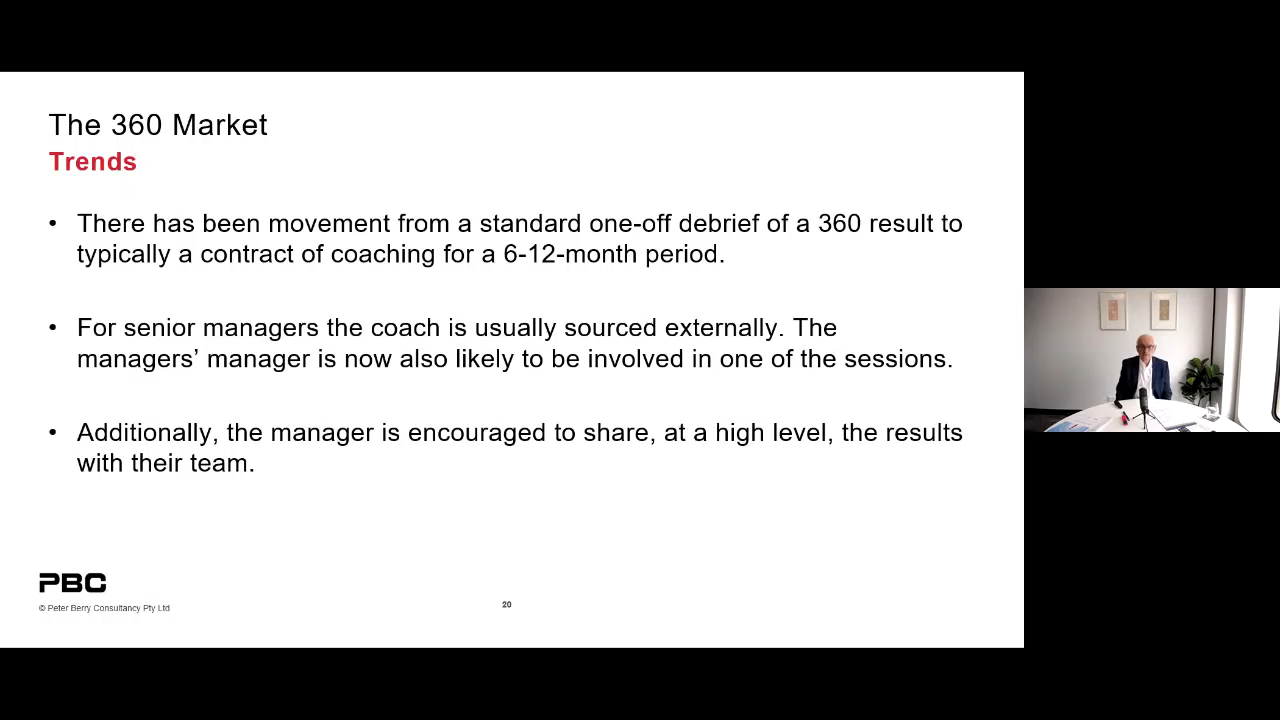 The 360 Market
Trends
• There has been movement from a standard one-off debrief of a 360 result to
typically a contract of coaching for a 6-12-month period.
• For senior managers the coach is usually sourced externally. The
managers’ manager is now also likely to be involved in one of the sessions.
• Additionally, the manager is encouraged to share, at a high level, the results
with their team.
PBC
© Peter Berry Consultancy Pty Ltd
20